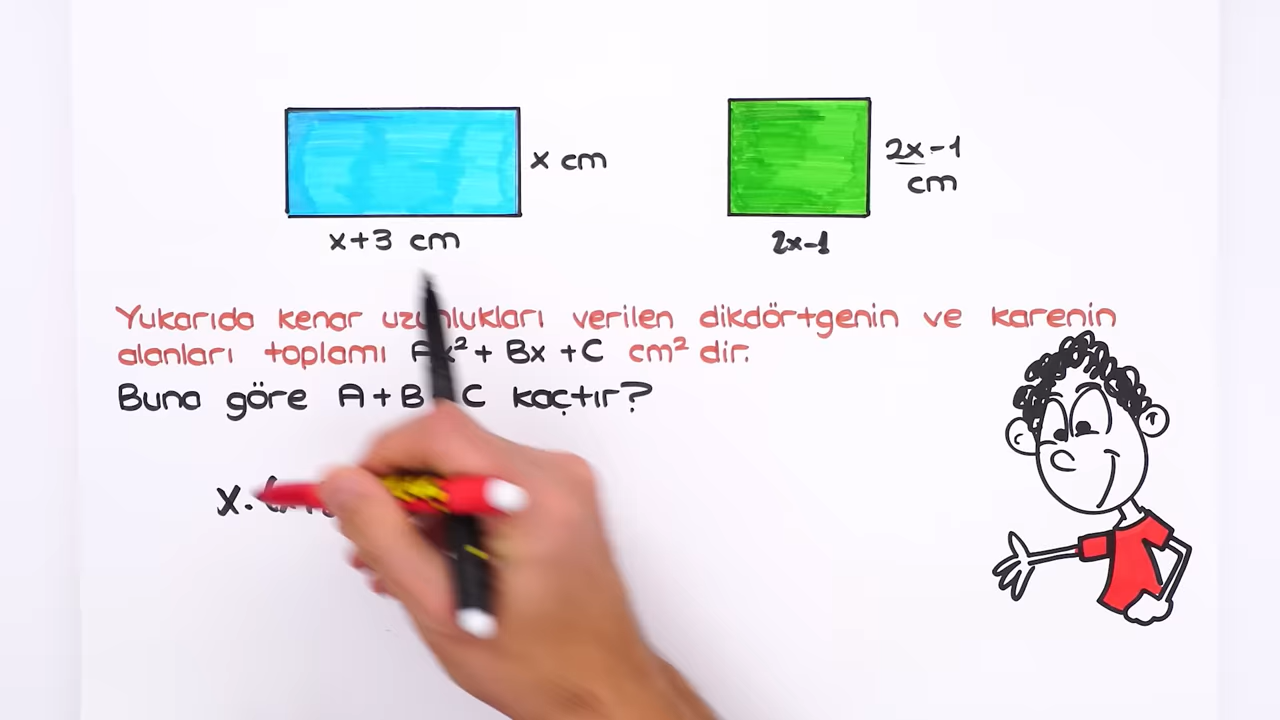 x cm
2x-1
cm
x+3 cm
2x-1
Yukarıda kenar uzunlukları verilen dikdörtgenin ve karenin
alanları toplamı Ax² + Bx + C cm² dir.
Buna göre A+B C kaçtır?
x.